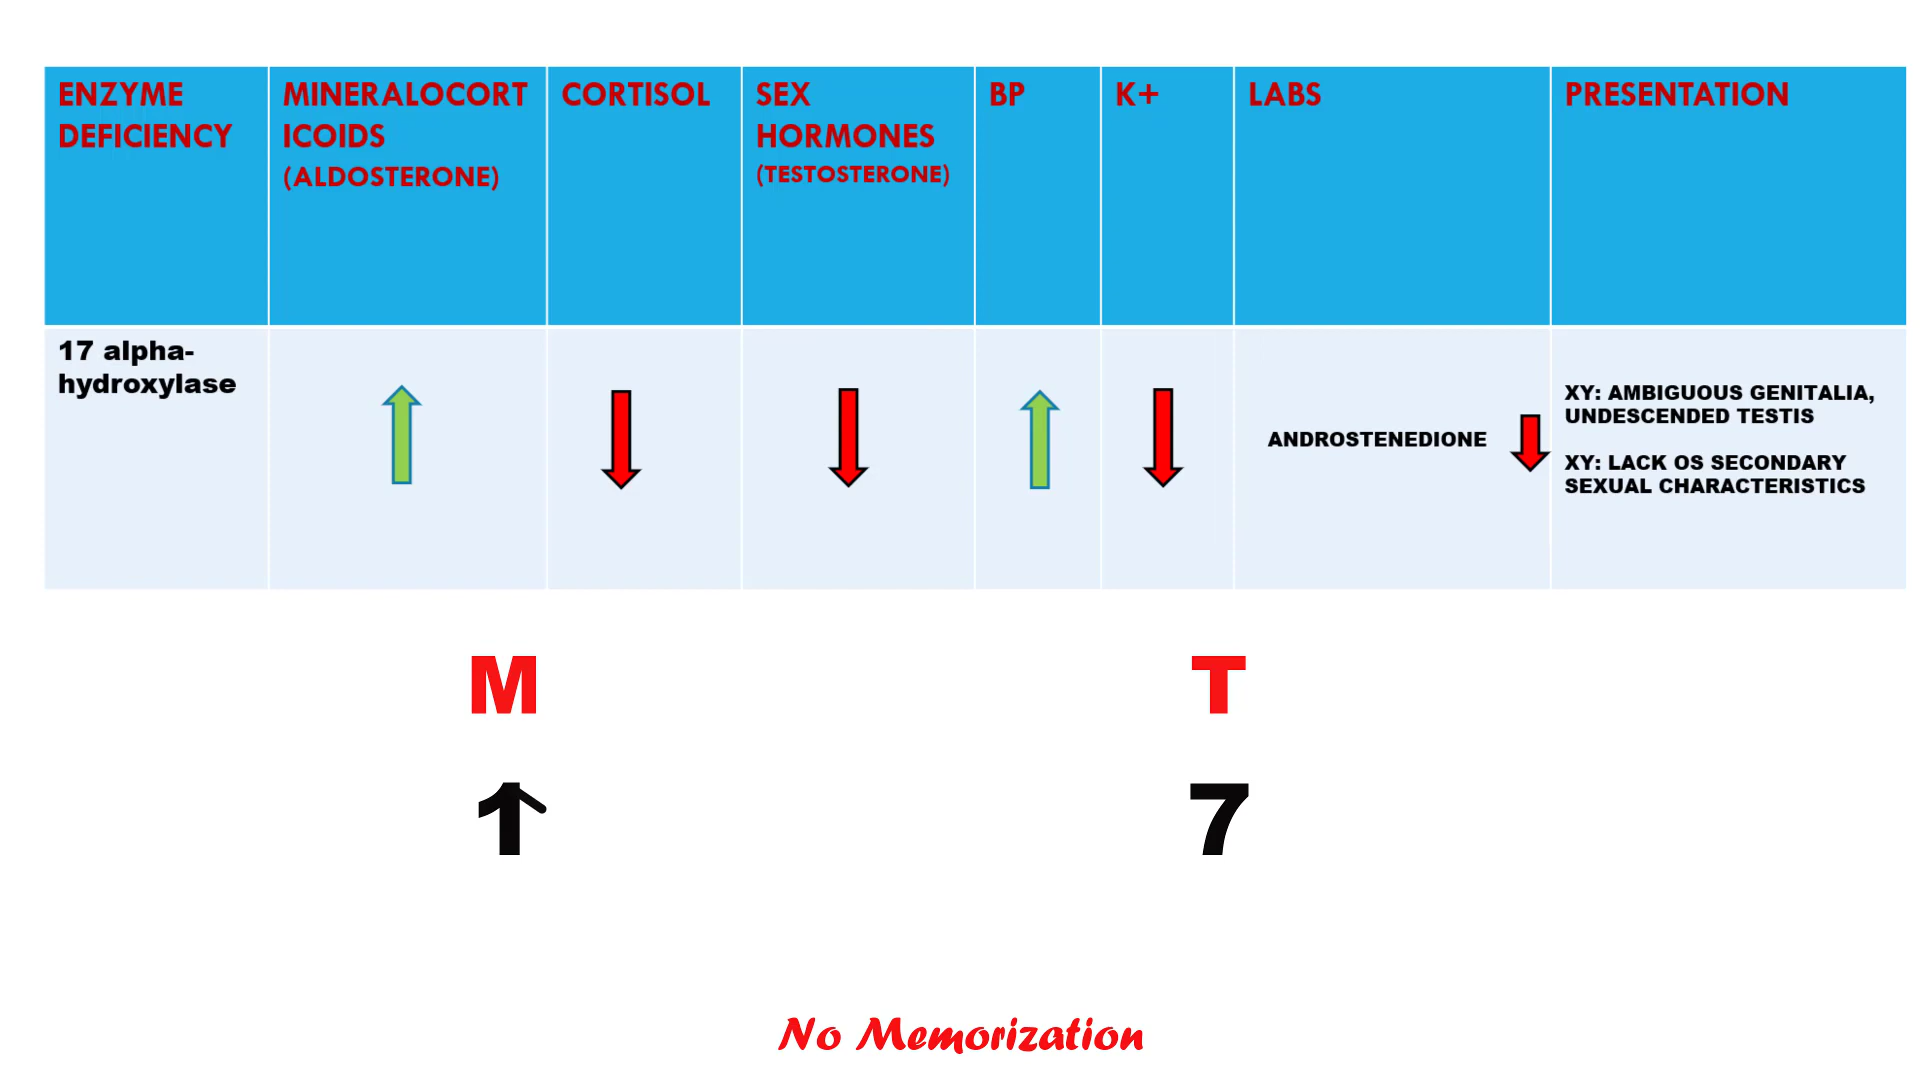 ENZYME
DEFICIENCY
MINERALOCORT
ICOIDS
(ALDOSTERONE)
CORTISOL
SEX
HORMONES
(TESTOSTERONE)
BP
K+
LABS
PRESENTATION
17 alpha-
hydroxylase
ANDROSTENEDIONE
XY: AMBIGUOUS GENITALIA,
UNDESCENDED TESTIS
XY: LACK OS SECONDARY
SEXUAL CHARACTERISTICS
M T
1 7
No Memorization